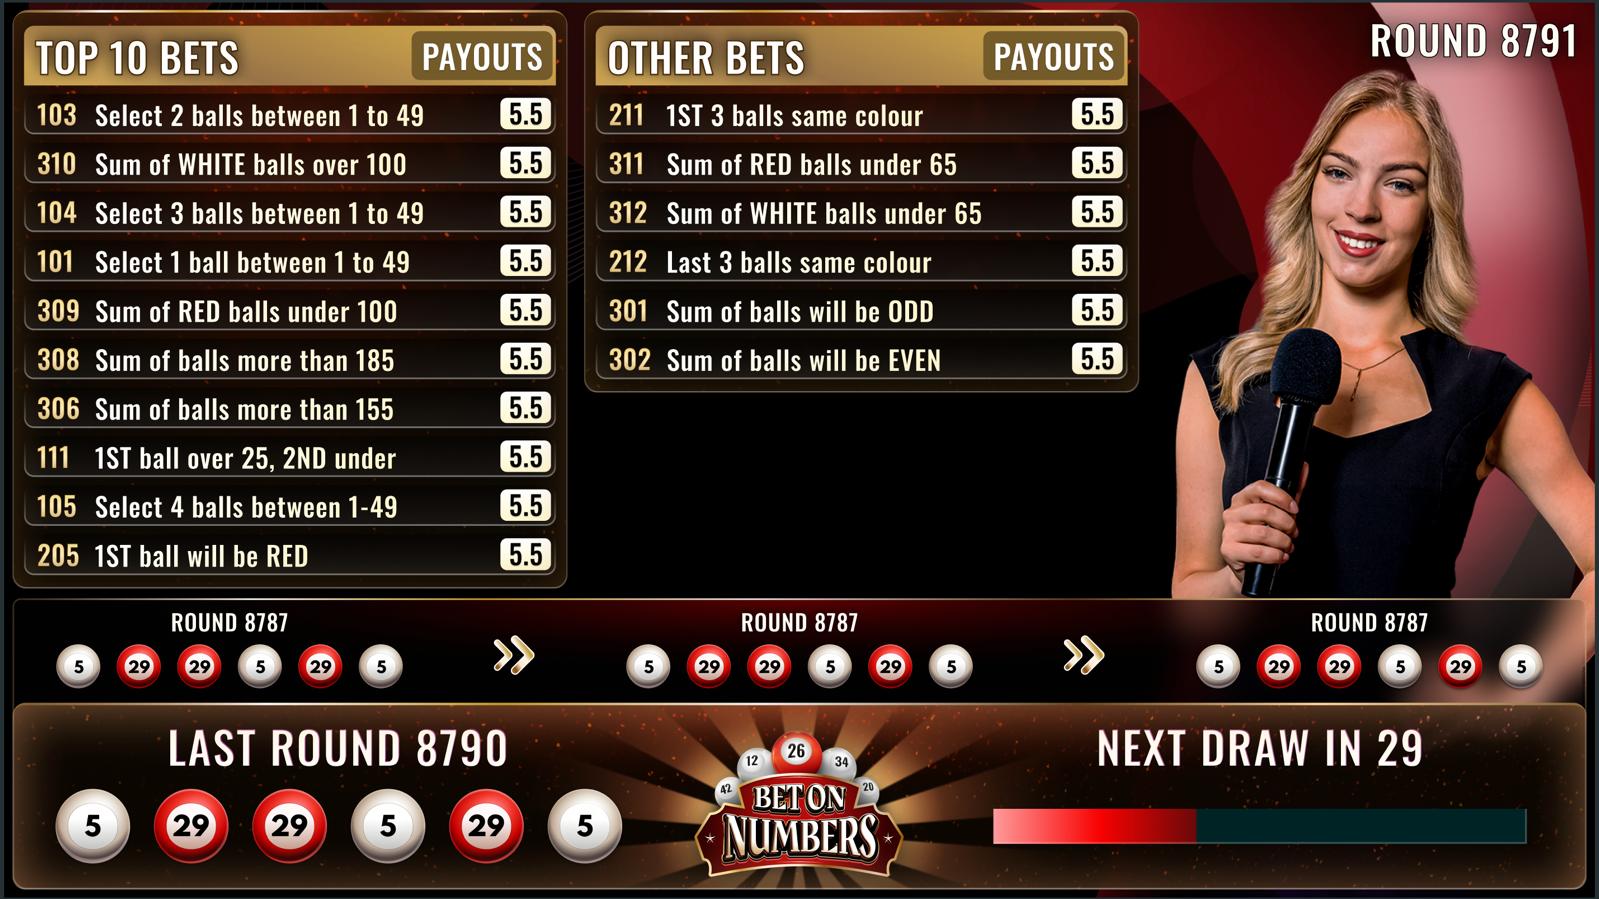 TOP 10 BETS PAYOUTS
103 Select 2 balls between 1 to 49 5.5
310 Sum of WHITE balls over 100 5.5
104 Select 3 balls between 1 to 49 5.5
101 Select 1 ball between 1 to 49 5.5
309 Sum of RED balls under 100 5.5
308 Sum of balls more than 185 5.5
306 Sum of balls more than 155 5.5
111 1ST ball over 25, 2ND under 5.5
105 Select 4 balls between 1-49 5.5
205 1ST ball will be RED 5.5
OTHER BETS PAYOUTS
211 1ST 3 balls same colour 5.5
311 Sum of RED balls under 65 5.5
312 Sum of WHITE balls under 65 5.5
212 Last 3 balls same colour 5.5
301 Sum of balls will be ODD 5.5
302 Sum of balls will be EVEN 5.5
ROUND 8791
ROUND 8787
5 29 29 5 29 5
ROUND 8787
5 29 29 5 29 5
ROUND 8787
5 29 29 5 29 5
LAST ROUND 8790
5 29 29 5 29 5
42 12 26 34 20
BET ON
NUMBERS
NEXT DRAW IN 29